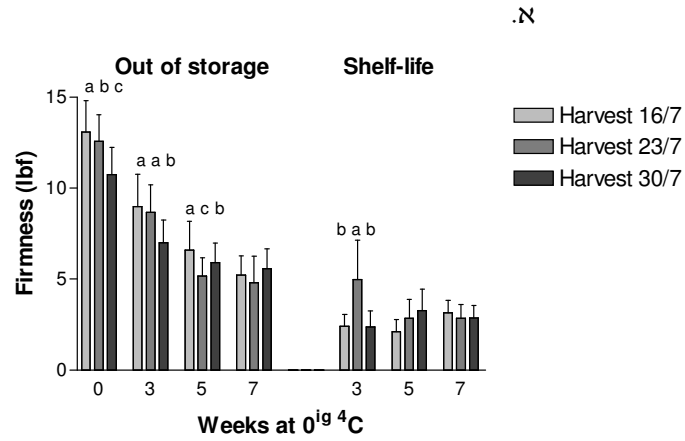 א.
Out of storage Shelf-life
Harvest 16/7
Harvest 23/7
Harvest 30/7
Firmness (lbf)
15
10
5
0
a b c
a a b
a c b
b a b
0 3 5 7 3 5 7
Weeks at 0ig 4C